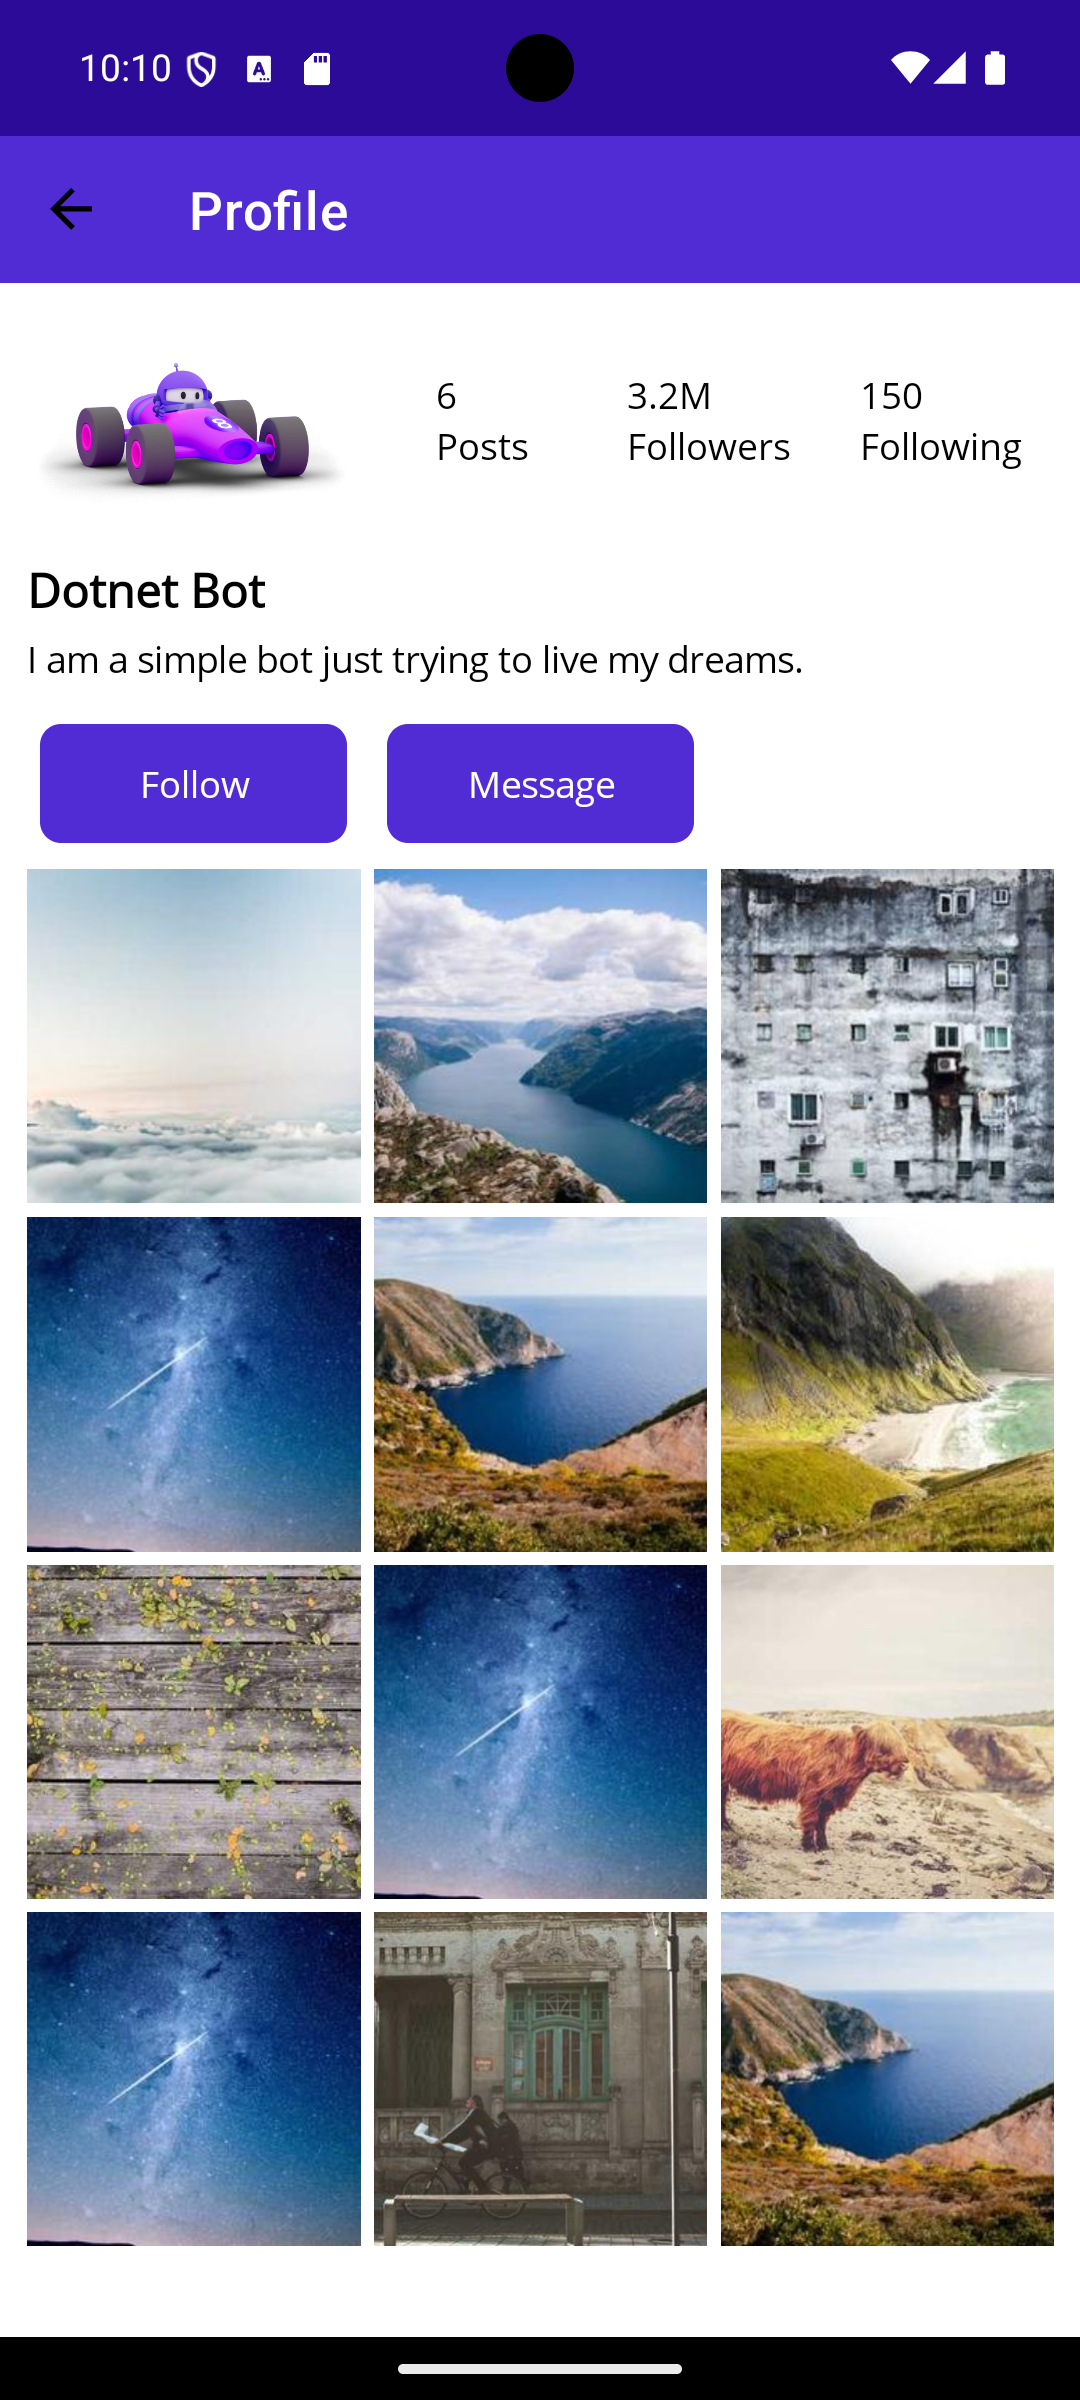 10:10
Profile
6
Posts
3.2M
Followers
150
Following
Dotnet Bot
I am a simple bot just trying to live my dreams.
Follow
Message